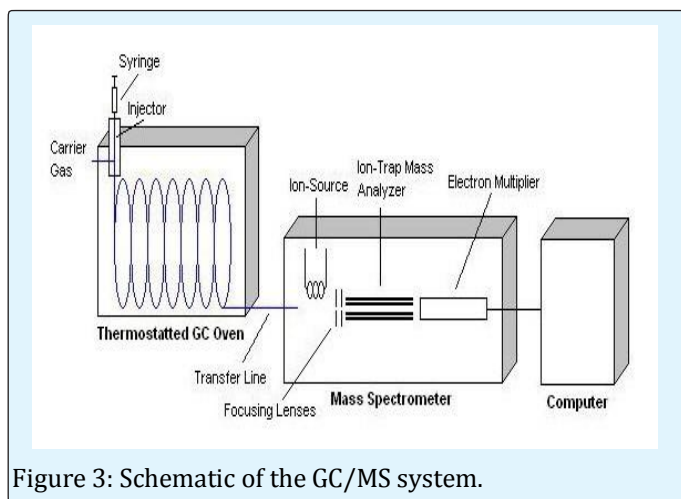 Syringe
Injector
Carrier
Gas
Ion-Source
Ion-Trap Mass
Analyzer
Electron Multiplier
Thermostatted GC Oven
Transfer Line
Focusing Lenses
Mass Spectrometer
Computer
Figure 3: Schematic of the GC/MS system.